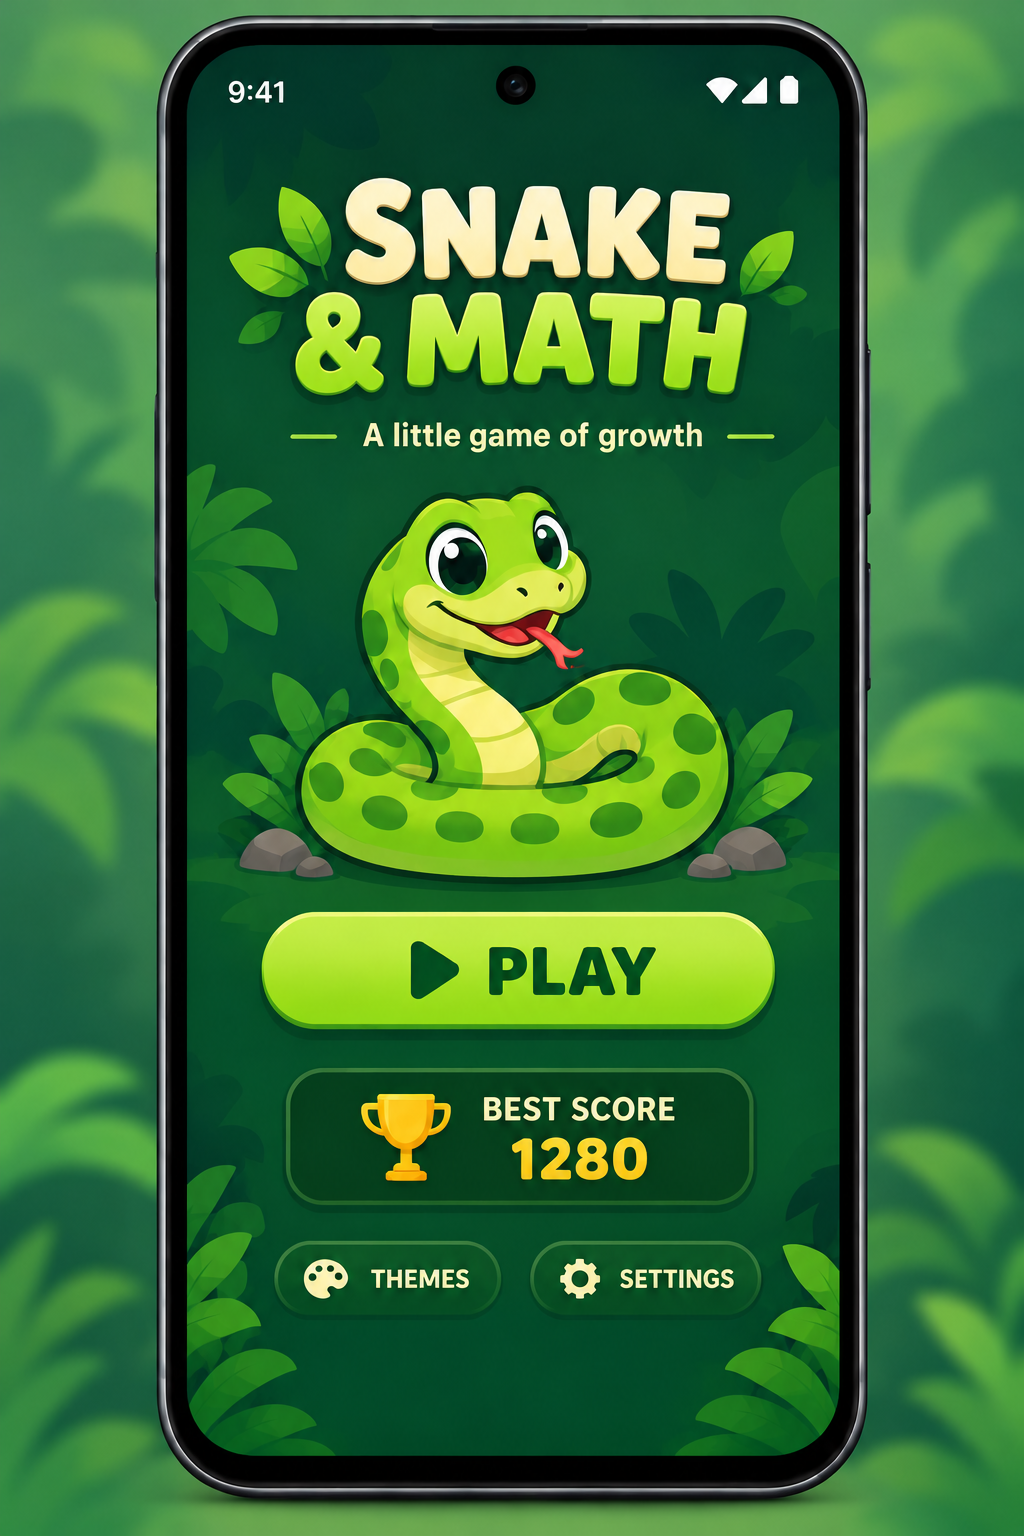 9:41
SNAKE
& MATH
A little game of growth
PLAY
BEST SCORE
1280
THEMES
SETTINGS